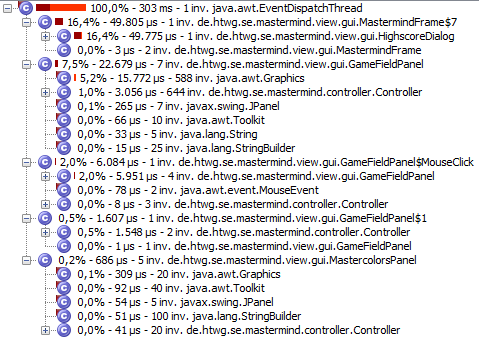 100,0% - 303 ms - 1 inv. java.awt.EventDispatchThread
16,4% - 49.805 µs - 1 inv. de.htwg.se.mastermind.view.gui.MastermindFrame$7
16,4% - 49.775 µs - 1 inv. de.htwg.se.mastermind.view.gui.HighscoreDialog
0,0% - 3 µs - 2 inv. de.htwg.se.mastermind.view.gui.MastermindFrame
7,5% - 22.679 µs - 7 inv. de.htwg.se.mastermind.view.gui.GameFieldPanel
5,2% - 15.772 µs - 588 inv. java.awt.Graphics
1,0% - 3.056 µs - 644 inv. de.htwg.se.mastermind.controller.Controller
0,1% - 265 µs - 7 inv. javax.swing.JPanel
0,0% - 66 µs - 10 inv. java.awt.Toolkit
0,0% - 33 µs - 5 inv. java.lang.String
0,0% - 15 µs - 25 inv. java.lang.StringBuilder
2,0% - 6.084 µs - 1 inv. de.htwg.se.mastermind.view.gui.GameFieldPanel$MouseClick
2,0% - 5.951 µs - 4 inv. de.htwg.se.mastermind.view.gui.GameFieldPanel
0,0% - 78 µs - 2 inv. java.awt.event.MouseEvent
0,0% - 8 µs - 3 inv. de.htwg.se.mastermind.controller.Controller
0,5% - 1.607 µs - 1 inv. de.htwg.se.mastermind.view.gui.GameFieldPanel$1
0,5% - 1.548 µs - 2 inv. de.htwg.se.mastermind.controller.Controller
0,0% - 1 µs - 1 inv. de.htwg.se.mastermind.view.gui.GameFieldPanel
0,2% - 686 µs - 5 inv. de.htwg.se.mastermind.view.gui.MastercolorsPanel
0,1% - 309 µs - 20 inv. java.awt.Graphics
0,0% - 92 µs - 40 inv. java.awt.Toolkit
0,0% - 54 µs - 5 inv. javax.swing.JPanel
0,0% - 51 µs - 100 inv. java.lang.StringBuilder
0,0% - 41 µs - 20 inv. de.htwg.se.mastermind.controller.Controller